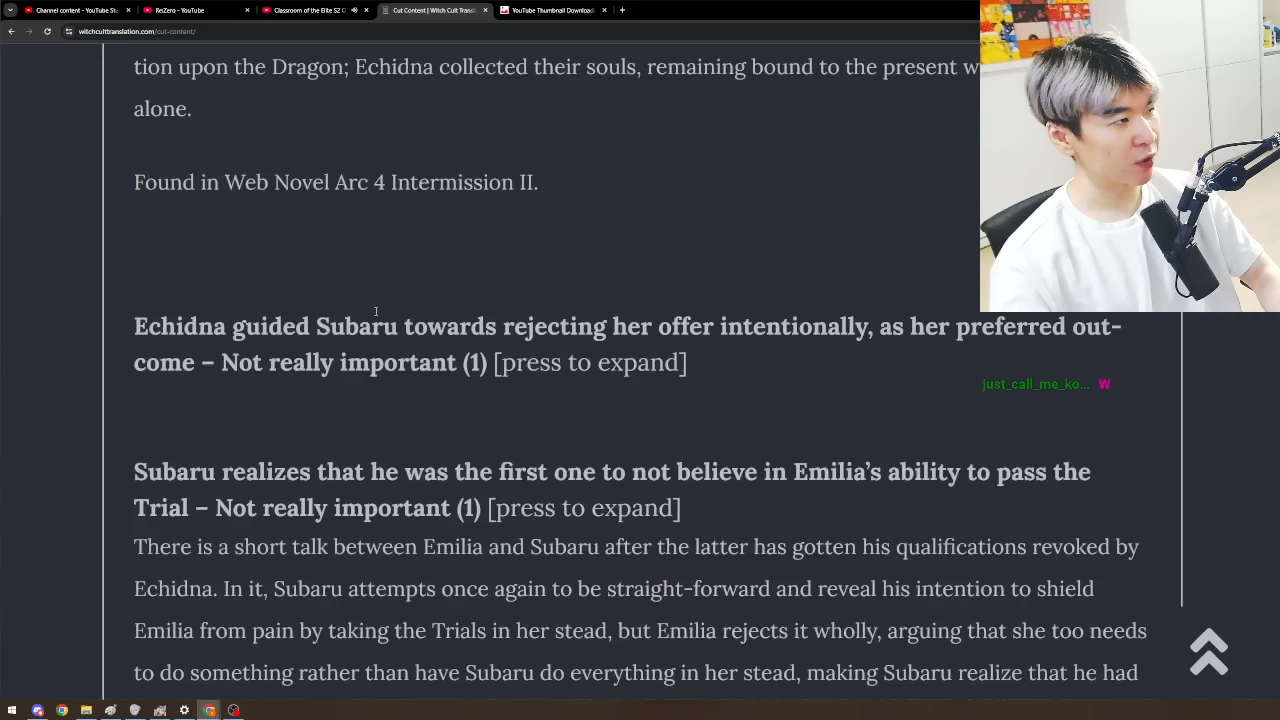 Channel content - YouTube Stu
ReZero - YouTube
Classroom of the Elite S2 C
Cut Content | Witch Cult Transl
YouTube Thumbnail Download
witchculttranslation.com/cut-content/
tion upon the Dragon; Echidna collected their souls, remaining bound to the present w
alone.
Found in Web Novel Arc 4 Intermission II.
Echidna guided Subaru towards rejecting her offer intentionally, as her preferred out-
come – Not really important (1) [press to expand]
just_call_me_ko... W
Subaru realizes that he was the first one to not believe in Emilia's ability to pass the
Trial – Not really important (1) [press to expand]
There is a short talk between Emilia and Subaru after the latter has gotten his qualifications revoked by
Echidna. In it, Subaru attempts once again to be straight-forward and reveal his intention to shield
Emilia from pain by taking the Trials in her stead, but Emilia rejects it wholly, arguing that she too needs
to do something rather than have Subaru do everything in her stead, making Subaru realize that he had